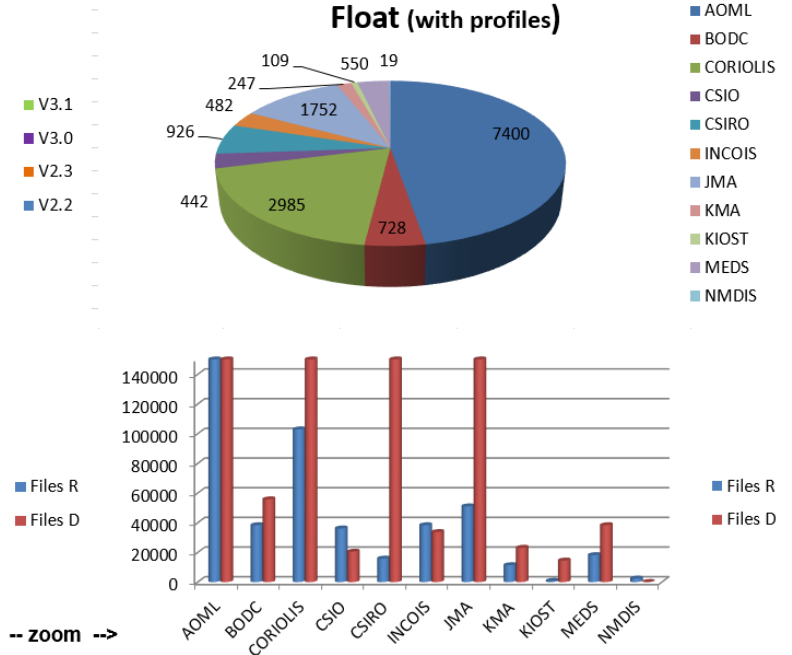 Float (with profiles)
V3.1
V3.0
V2.3
V2.2
109
550
19
247
482
1752
926
7400
442
2985
728
AOML
BODC
CORIOLIS
CSIO
CSIRO
INCOIS
JMA
KMA
KIOST
MEDS
NMDIS
140000
120000
100000
80000
60000
40000
20000
0
Files R
Files D
Files R
Files D
AOML
BODC
CORIOLIS
CSIO
CSIRO
INCOIS
JMA
KMA
KIOST
MEDS
NMDIS
-- zoom -->